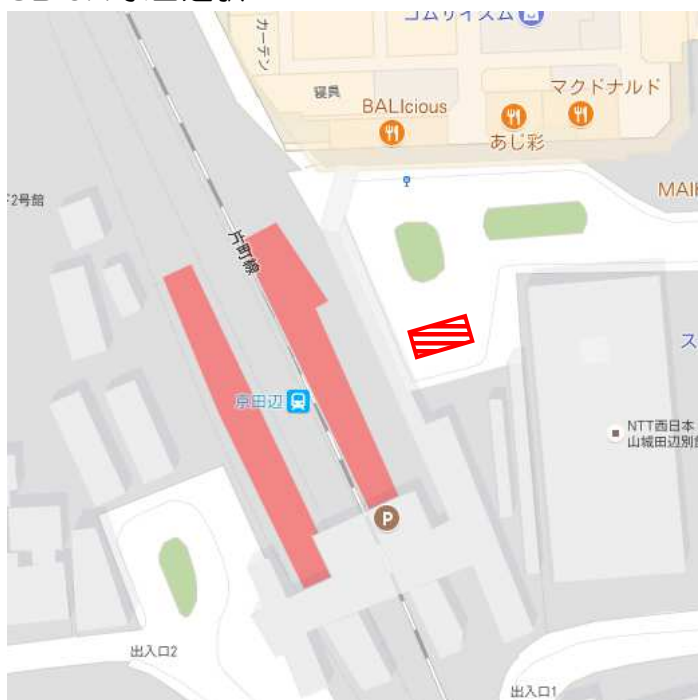 コムサイズム
カーテン
寝具
BALIcious
マクドナルド
あじ彩
MAI
2号館
片町線
京田辺
P
NTT西日本
山城田辺別館
ス
出入口2
出入口1